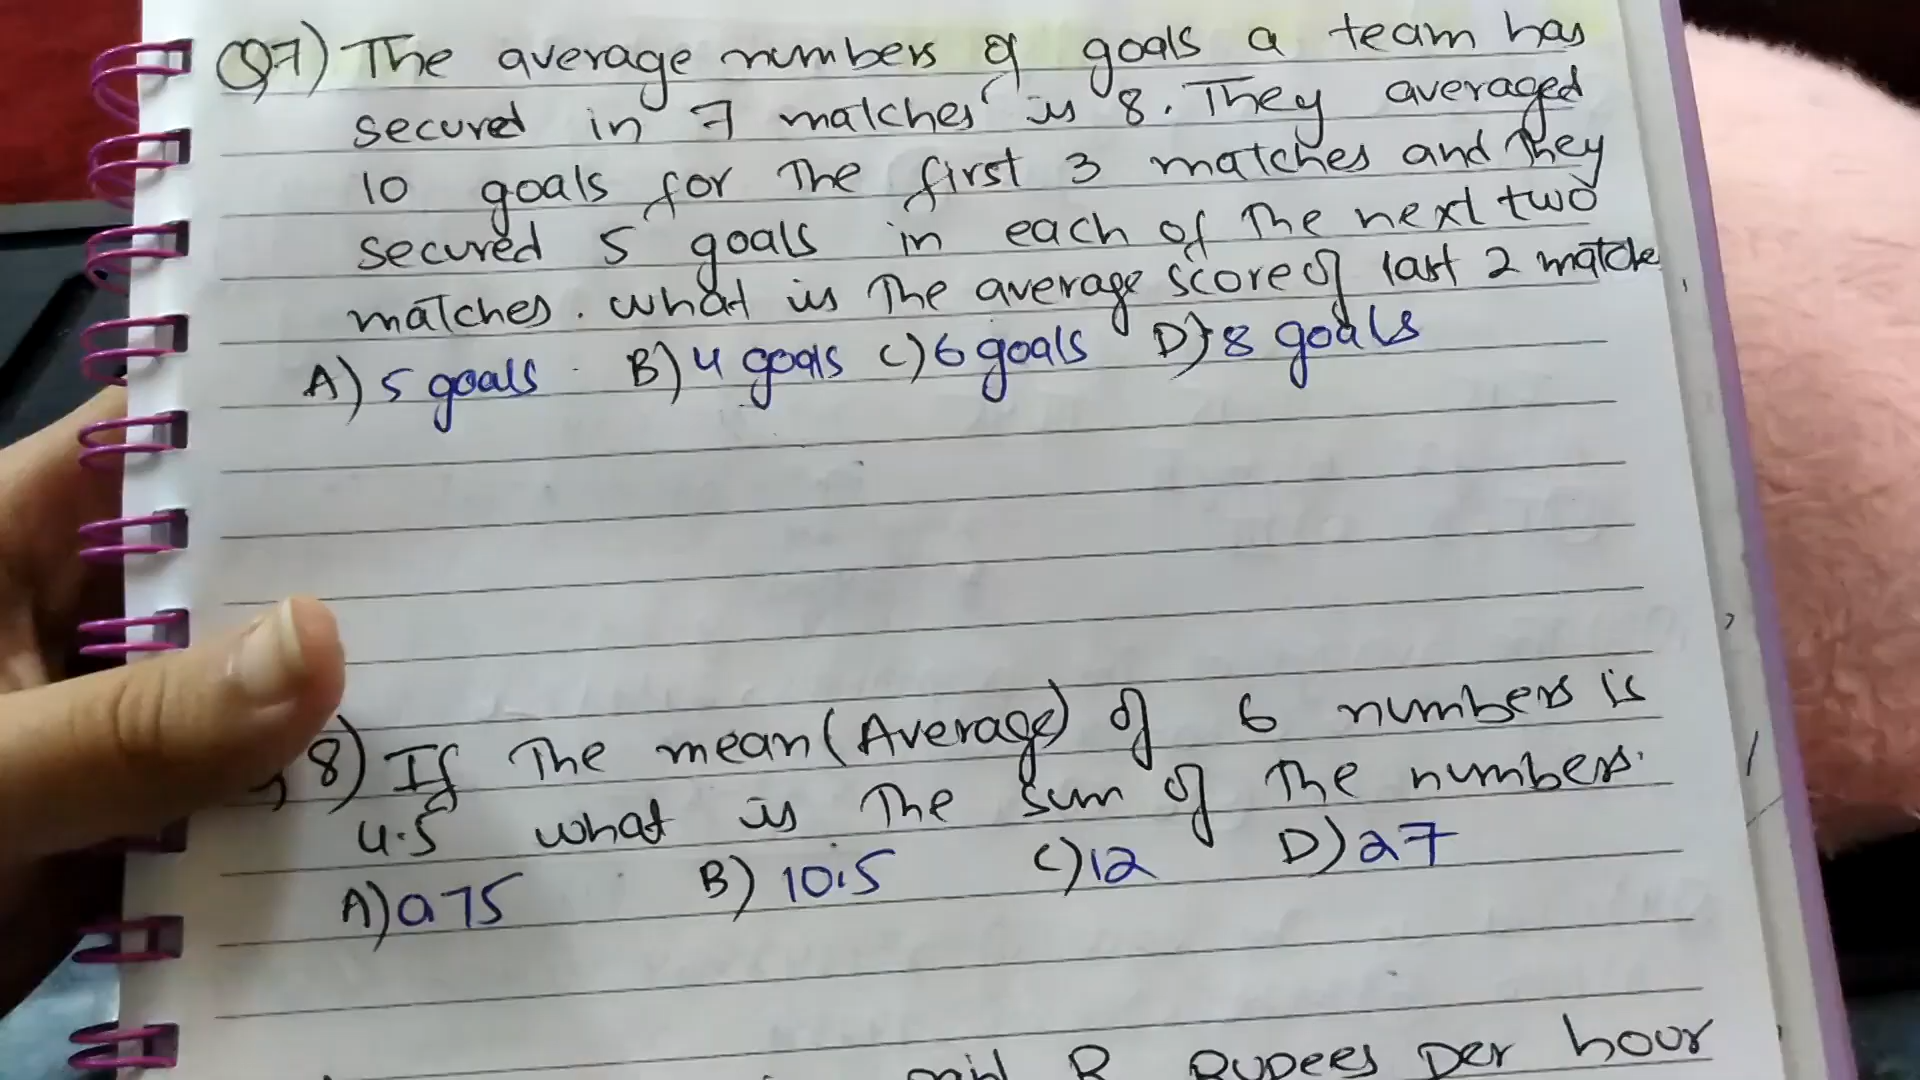 Q7) The average numbers of goals a team has
secured in 7 matches is 8. They averaged
10 goals for the first 3 matches and they
secured 5 goals in each of the next two
matches. what is the average score of last 2 matche
A) 5 goals B) 4 goals C) 6 goals D) 8 goals
8) If The mean (Average) of 6 numbers is
4.5 what is the sum of the numbers.
A) 0.75 B) 10.5 C) 12 D) 27
R Rupees Per hour